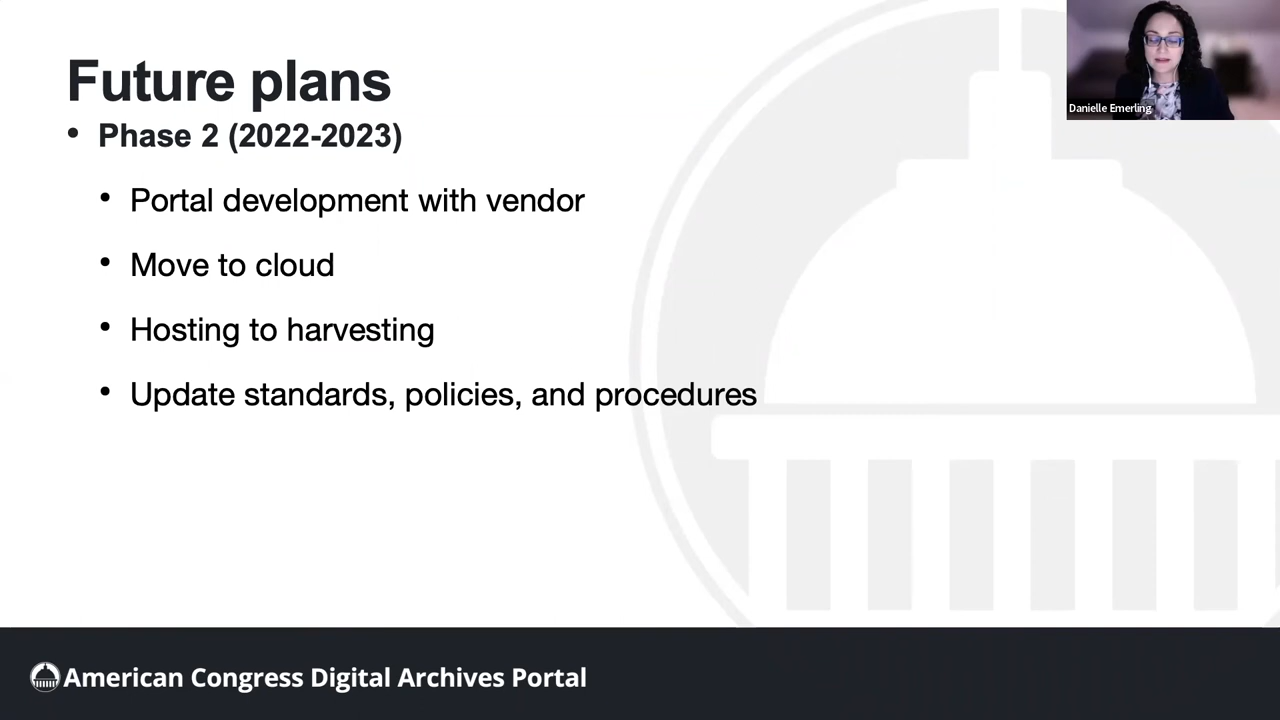 Future plans
• Phase 2 (2022-2023)
• Portal development with vendor
• Move to cloud
• Hosting to harvesting
• Update standards, policies, and procedures
Danielle Emerling
American Congress Digital Archives Portal